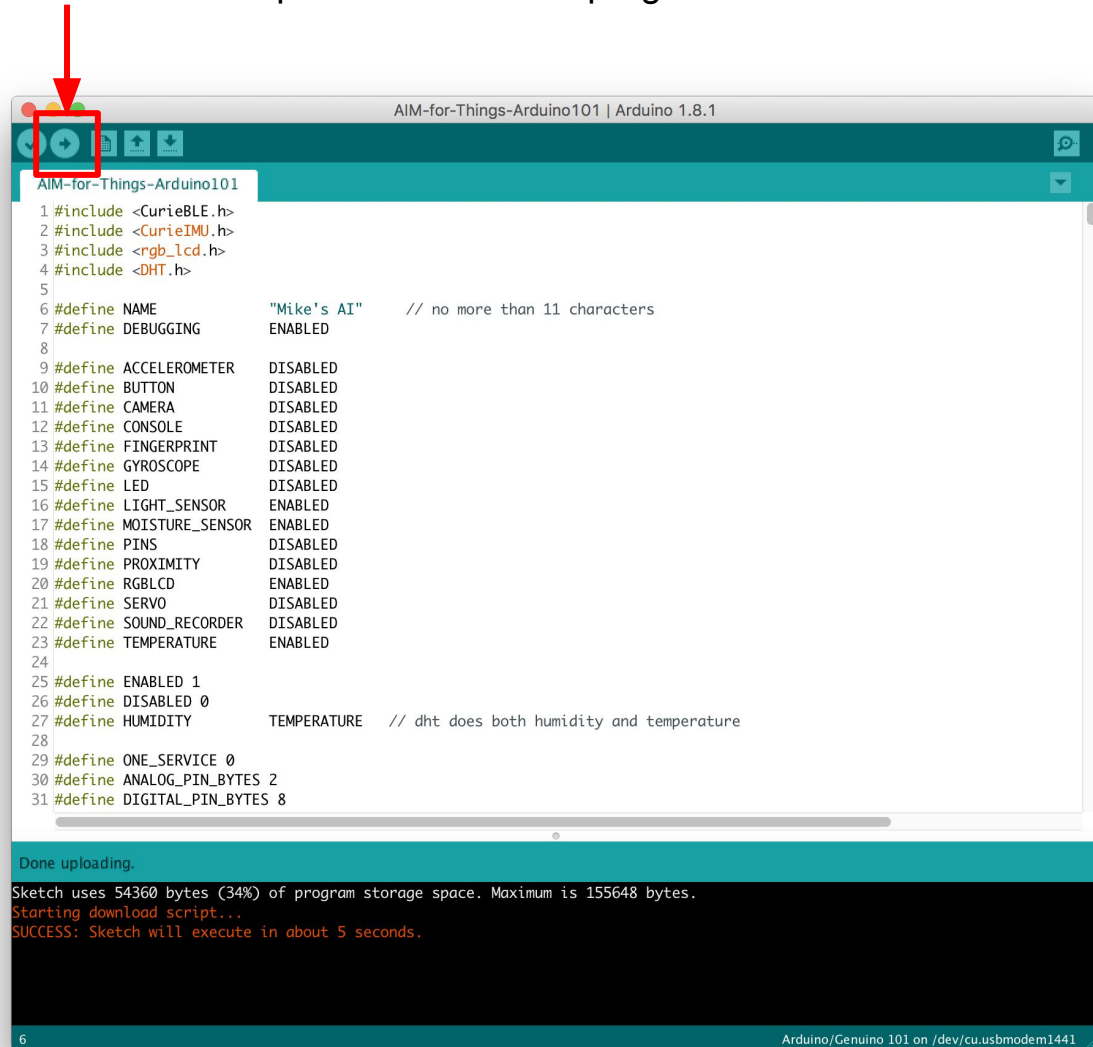 AIM-for-Things-Arduino101 | Arduino 1.8.1
AIM-for-Things-Arduino101
1 #include <CurieBLE.h>
2 #include <CurieIMU.h>
3 #include <rgb_lcd.h>
4 #include <DHT.h>
5
6 #define NAME "Mike's AI" // no more than 11 characters
7 #define DEBUGGING ENABLED
8
9 #define ACCELEROMETER DISABLED
10 #define BUTTON DISABLED
11 #define CAMERA DISABLED
12 #define CONSOLE DISABLED
13 #define FINGERPRINT DISABLED
14 #define GYROSCOPE DISABLED
15 #define LED DISABLED
16 #define LIGHT_SENSOR ENABLED
17 #define MOISTURE_SENSOR ENABLED
18 #define PINS DISABLED
19 #define PROXIMITY DISABLED
20 #define RGBLCD ENABLED
21 #define SERVO DISABLED
22 #define SOUND_RECORDER DISABLED
23 #define TEMPERATURE ENABLED
24
25 #define ENABLED 1
26 #define DISABLED 0
27 #define HUMIDITY TEMPERATURE // dht does both humidity and temperature
28
29 #define ONE_SERVICE 0
30 #define ANALOG_PIN_BYTES 2
31 #define DIGITAL_PIN_BYTES 8
Done uploading.
Sketch uses 54360 bytes (34%) of program storage space. Maximum is 155648 bytes.
Starting download script...
SUCCESS: Sketch will execute in about 5 seconds.
6 Arduino/Genuino 101 on /dev/cu.usbmodem1441